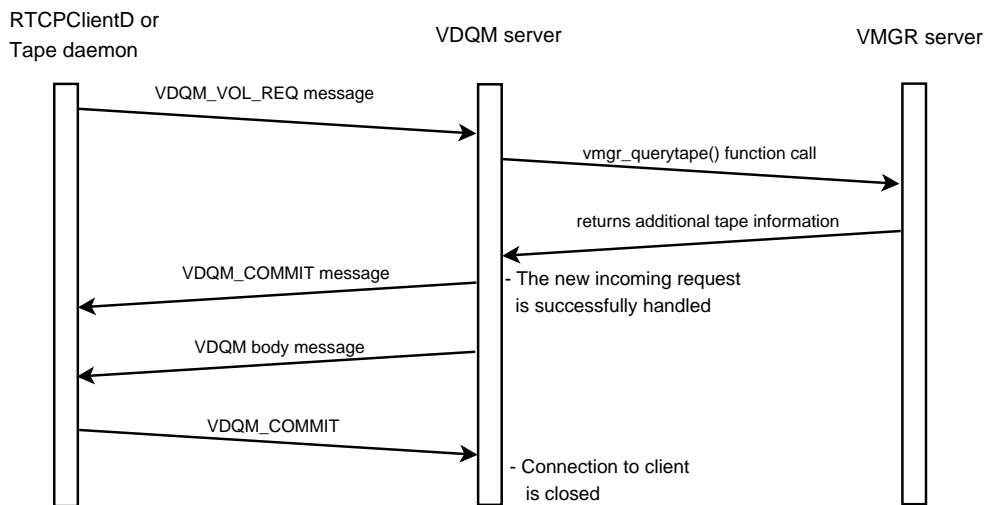 RTCPClientD or
Tape daemon
VDQM server
VMGR server
VDQM_VOL_REQ message
vmgr_querytape() function call
returns additional tape information
VDQM_COMMIT message
- The new incoming request
is successfully handled
VDQM body message
VDQM_COMMIT
- Connection to client
is closed